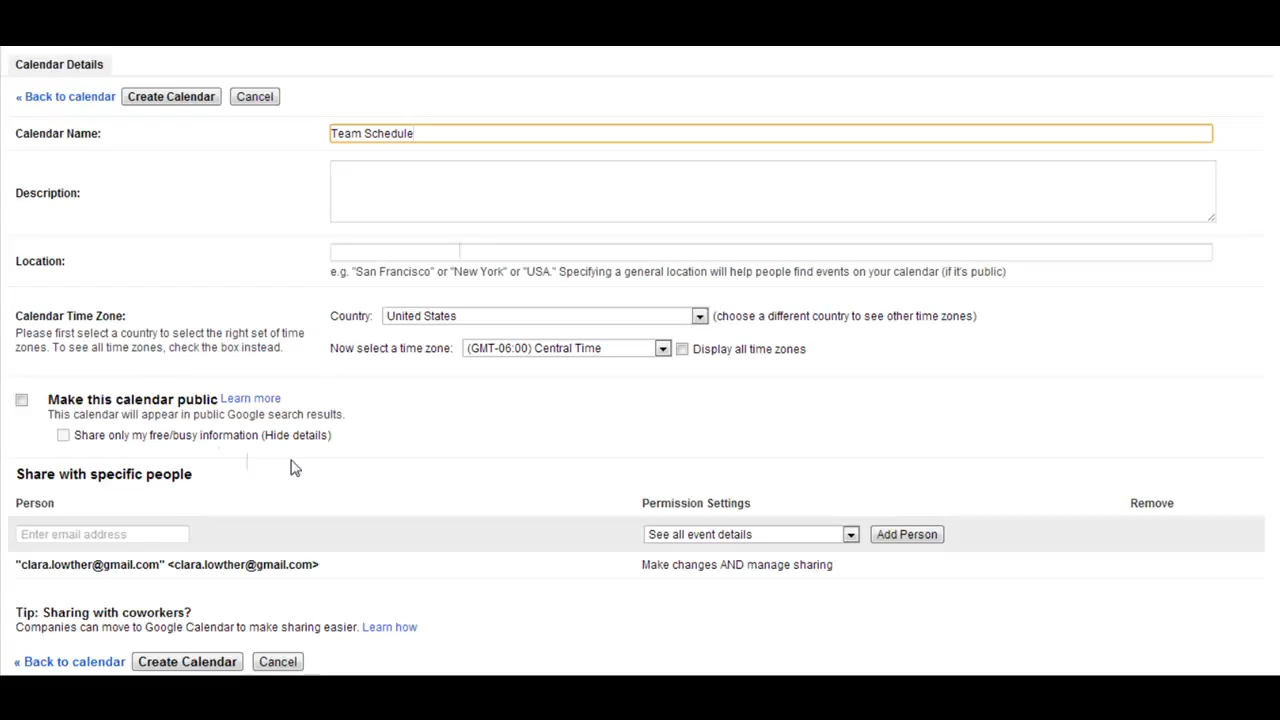 Calendar Details
« Back to calendar Create Calendar Cancel
Calendar Name: Team Schedule
Description:
Location:
e.g. "San Francisco" or "New York" or "USA." Specifying a general location will help people find events on your calendar (if it's public)
Calendar Time Zone: Country: United States (choose a different country to see other time zones)
Please first select a country to select the right set of time
zones. To see all time zones, check the box instead.
Now select a time zone: (GMT-06:00) Central Time Display all time zones
Make this calendar public Learn more
This calendar will appear in public Google search results.
Share only my free/busy information (Hide details)
Share with specific people
Person Permission Settings Remove
Enter email address See all event details Add Person
"clara.lowther@gmail.com" <clara.lowther@gmail.com> Make changes AND manage sharing
Tip: Sharing with coworkers?
Companies can move to Google Calendar to make sharing easier. Learn how
« Back to calendar Create Calendar Cancel